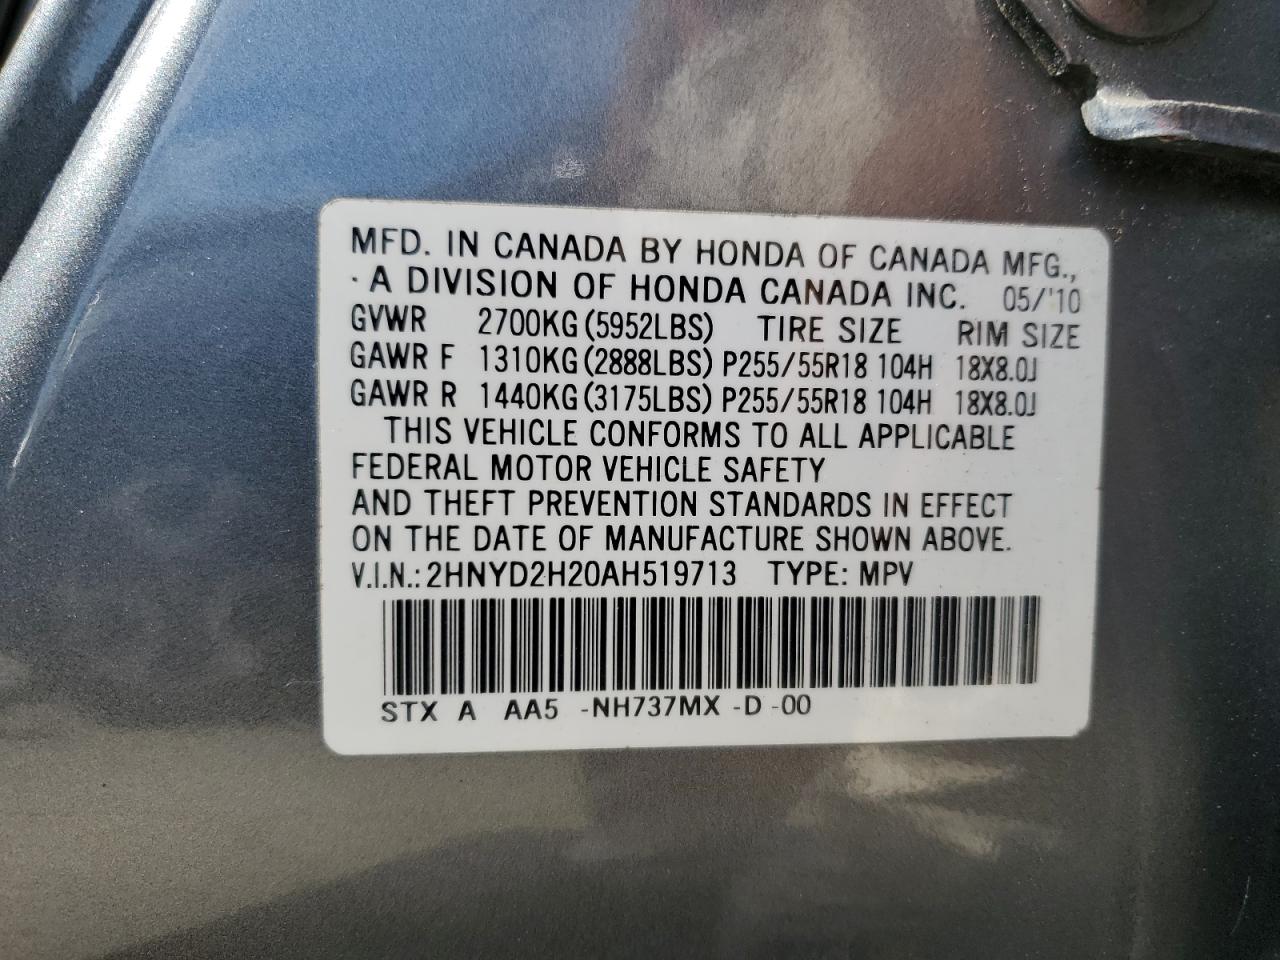 MFD. IN CANADA BY HONDA OF CANADA MFG.,
· A DIVISION OF HONDA CANADA INC. 05/'10
GVWR 2700KG (5952LBS) TIRE SIZE RIM SIZE
GAWR F 1310KG (2888LBS) P255/55R18 104H 18X8.0J
GAWR R 1440KG (3175LBS) P255/55R18 104H 18X8.0J
THIS VEHICLE CONFORMS TO ALL APPLICABLE
FEDERAL MOTOR VEHICLE SAFETY
AND THEFT PREVENTION STANDARDS IN EFFECT
ON THE DATE OF MANUFACTURE SHOWN ABOVE.
V.I.N.: 2HNYD2H20AH519713 TYPE: MPV
STX A AA5 -NH737MX -D -00